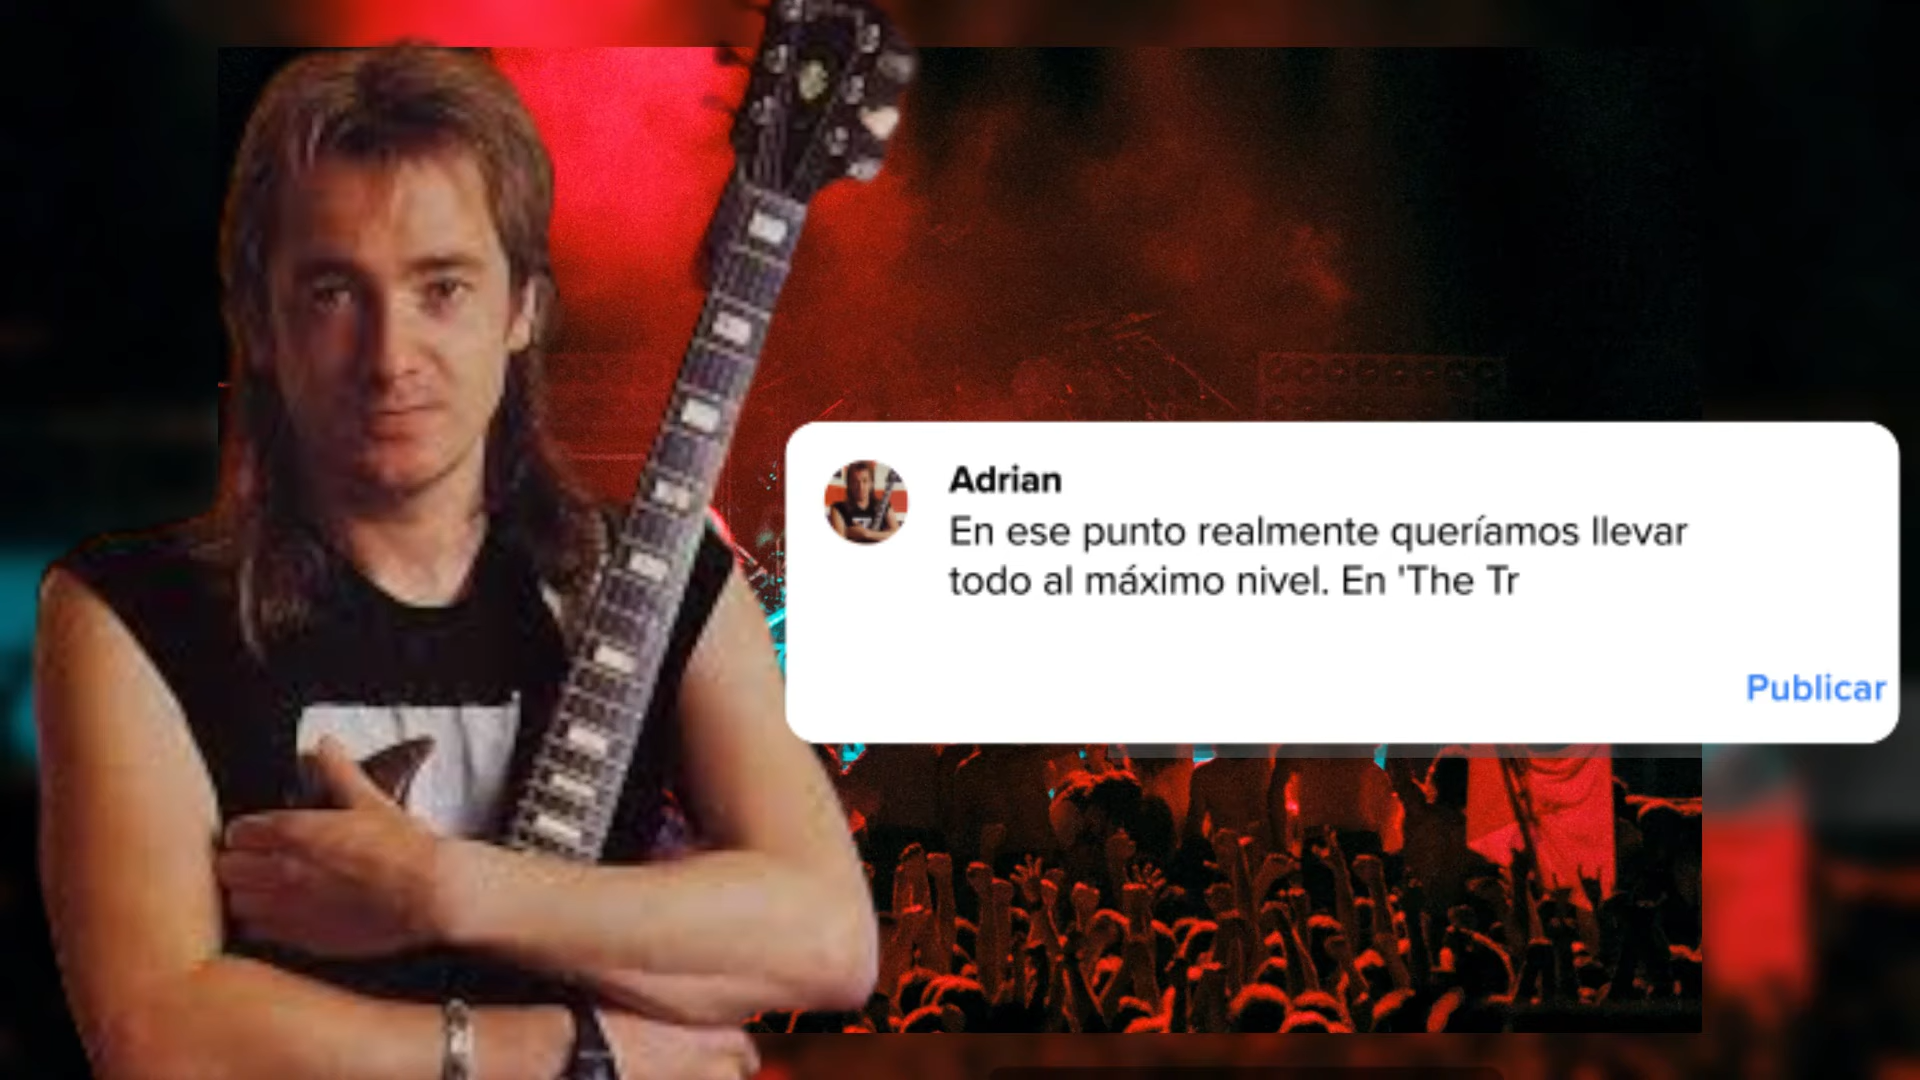 Adrian
En ese punto realmente queríamos llevar
todo al máximo nivel. En 'The Tr
Publicar